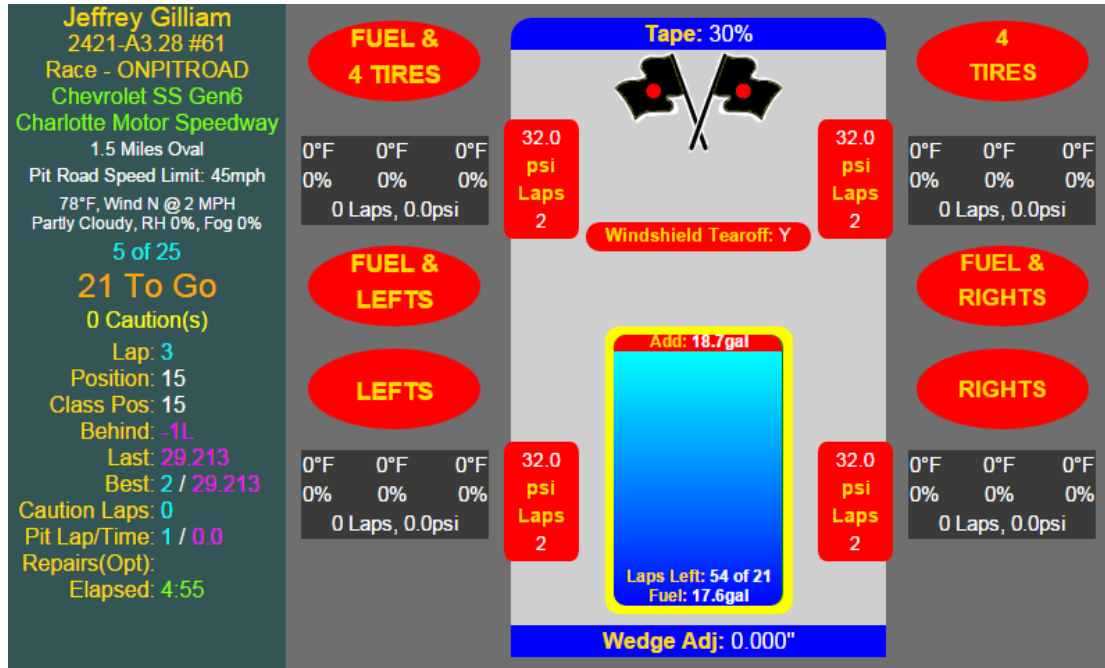 Jeffrey Gilliam
2421-A3.28 #61
Race - ONPITROAD
Chevrolet SS Gen6
Charlotte Motor Speedway
1.5 Miles Oval
Pit Road Speed Limit: 45mph
78°F, Wind N @ 2 MPH
Partly Cloudy, RH 0%, Fog 0%
5 of 25
21 To Go
0 Caution(s)
Lap: 3
Position: 15
Class Pos: 15
Behind: -1L
Last: 29.213
Best: 2 / 29.213
Caution Laps: 0
Pit Lap/Time: 1 / 0.0
Repairs(Opt):
Elapsed: 4:55
FUEL &
4 TIRES
0°F 0°F 0°F
0% 0% 0%
0 Laps, 0.0psi
FUEL &
LEFTS
LEFTS
0°F 0°F 0°F
0% 0% 0%
0 Laps, 0.0psi
Tape: 30%
32.0
psi
Laps
2
32.0
psi
Laps
2
Windshield Tearoff: Y
Add: 18.7gal
32.0
psi
Laps
2
32.0
psi
Laps
2
Laps Left: 54 of 21
Fuel: 17.6gal
Wedge Adj: 0.000"
4
TIRES
0°F 0°F 0°F
0% 0% 0%
0 Laps, 0.0psi
FUEL &
RIGHTS
RIGHTS
0°F 0°F 0°F
0% 0% 0%
0 Laps, 0.0psi